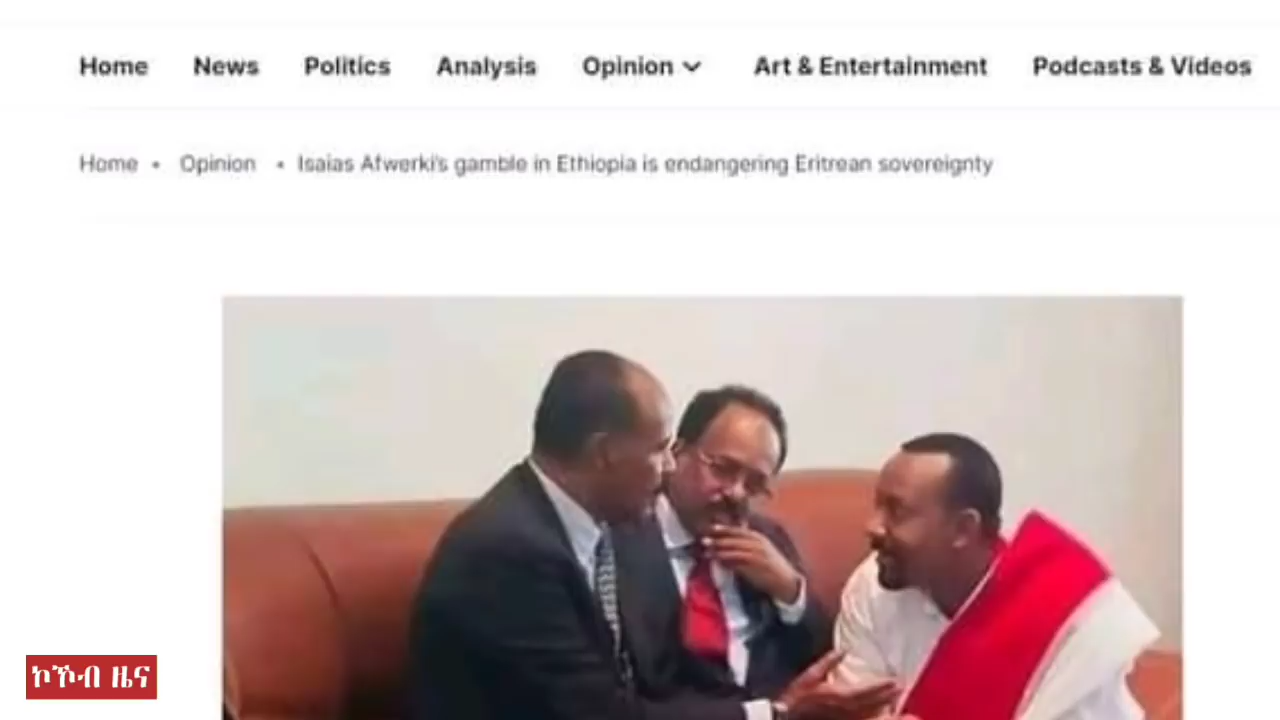 Home News Politics Analysis Opinion Art & Entertainment Podcasts & Videos
Home • Opinion • Isaias Afwerki's gamble in Ethiopia is endangering Eritrean sovereignty
ኮኾብ ዜና